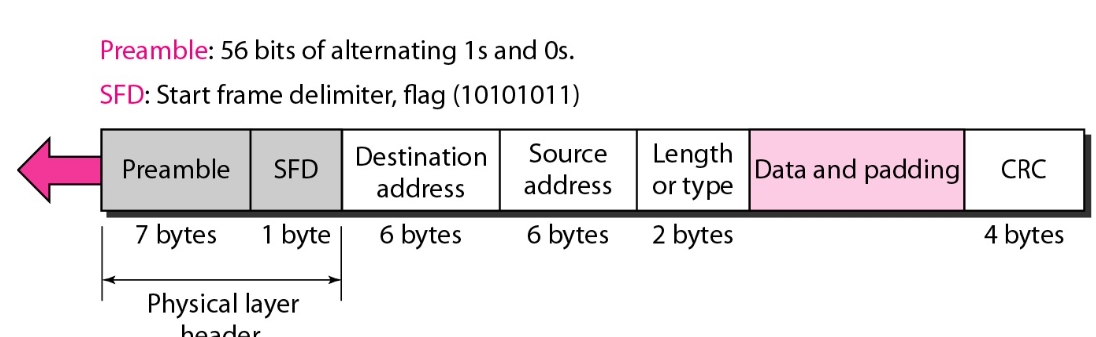 Preamble: 56 bits of alternating 1s and 0s.
SFD: Start frame delimiter, flag (10101011)
Preamble
SFD
Destination
address
Source
address
Length
or type
Data and padding
CRC
7 bytes
1 byte
6 bytes
6 bytes
2 bytes
4 bytes
Physical layer
header